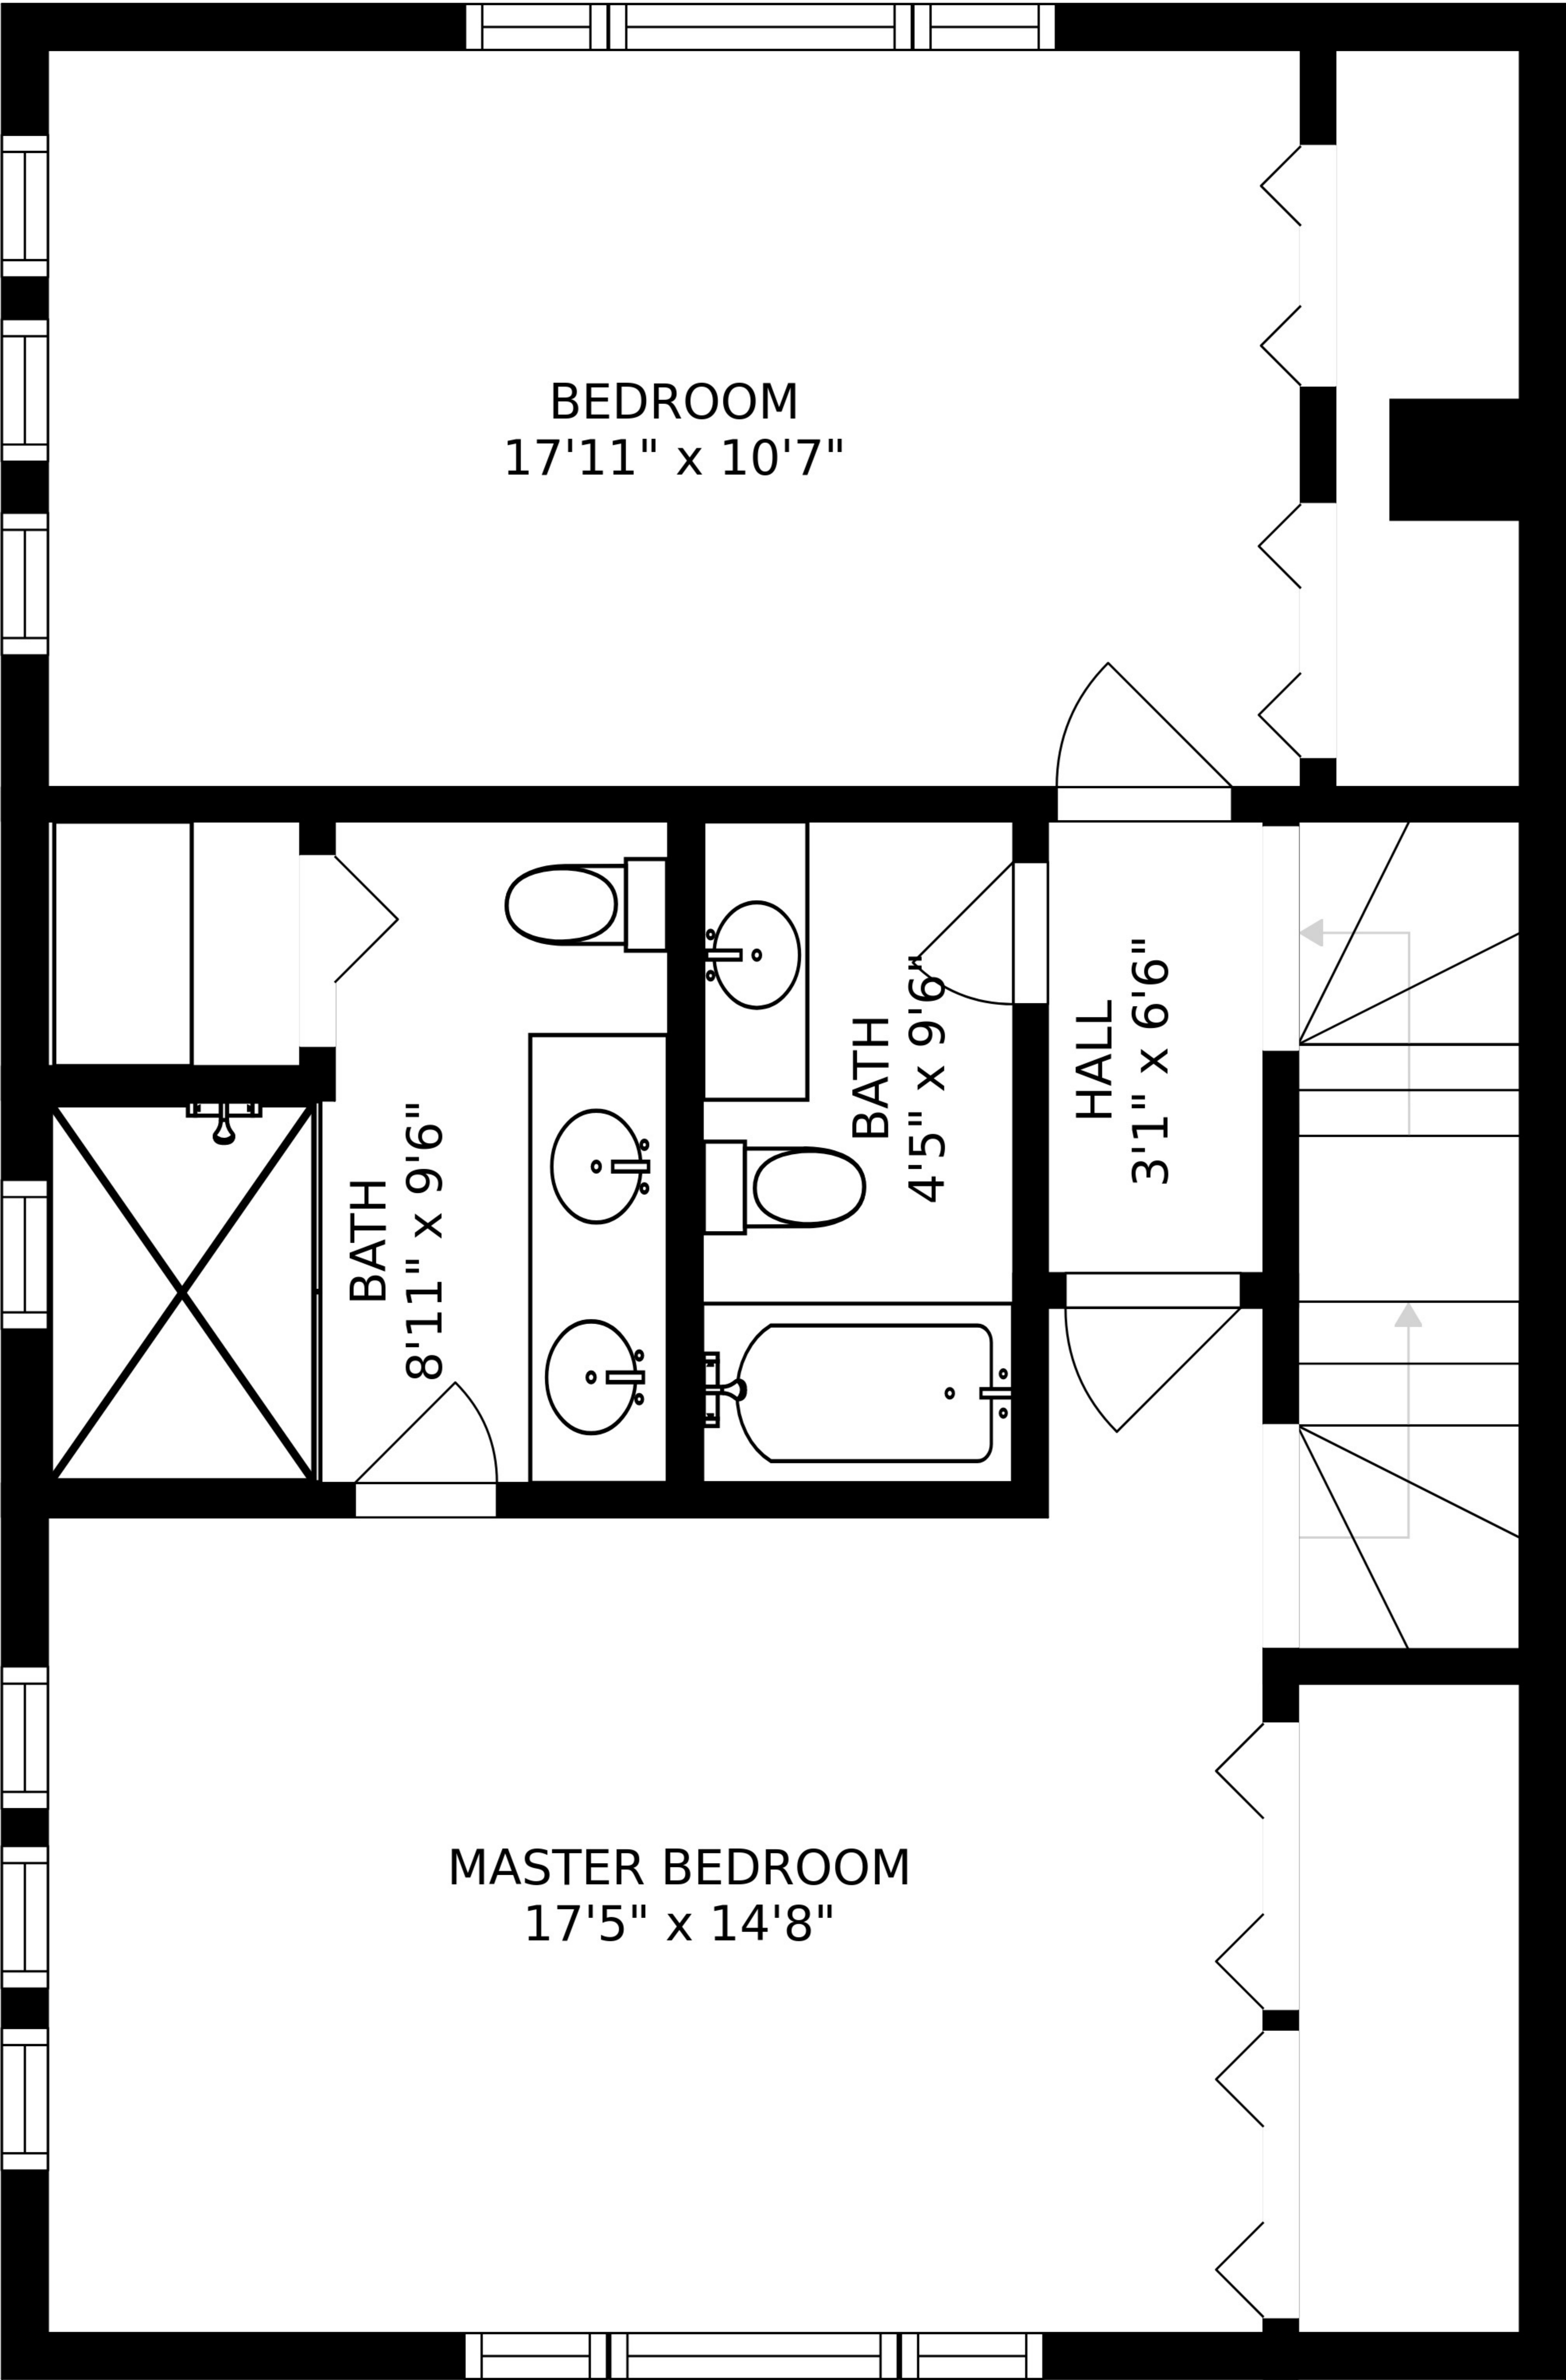 BEDROOM
17'11" x 10'7"
BATH
8'11" x 9'6"
BATH
4'5" x 9'6"
HALL
3'1" x 6'6"
MASTER BEDROOM
17'5" x 14'8"